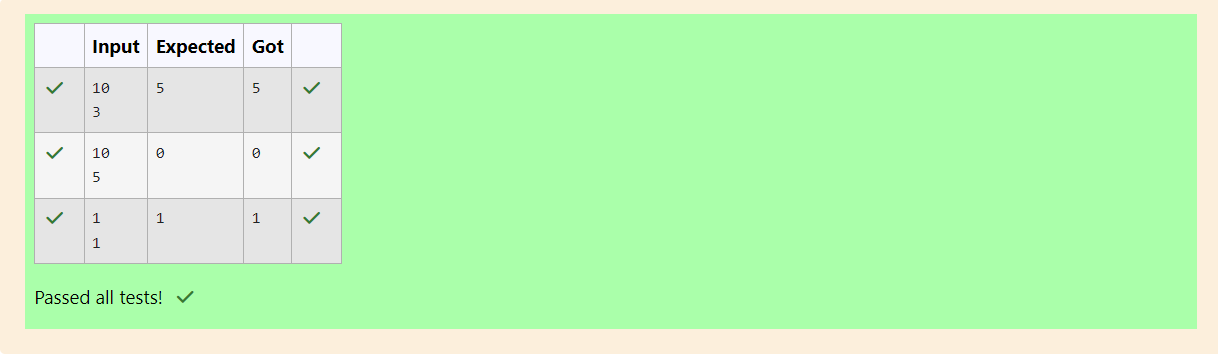 Input Expected Got
10 5 5
3
10 0 0
5
1 1 1
1
Passed all tests!